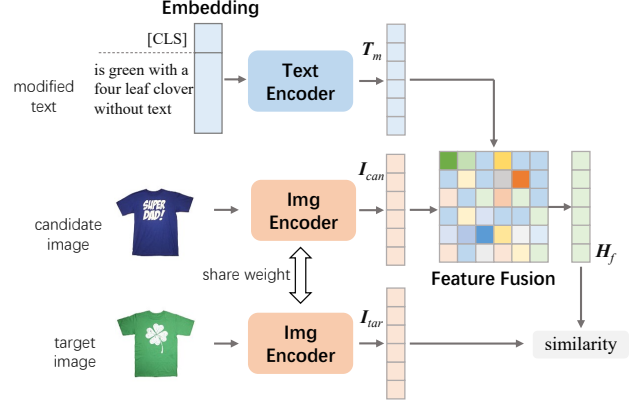 Embedding
[CLS]
modified
text
is green with a
four leaf clover
without text
Text
Encoder
T_m
candidate
image
SUPER
DAD!
Img
Encoder
I_can
Feature Fusion
H_f
share weight
target
image
Img
Encoder
I_tar
similarity